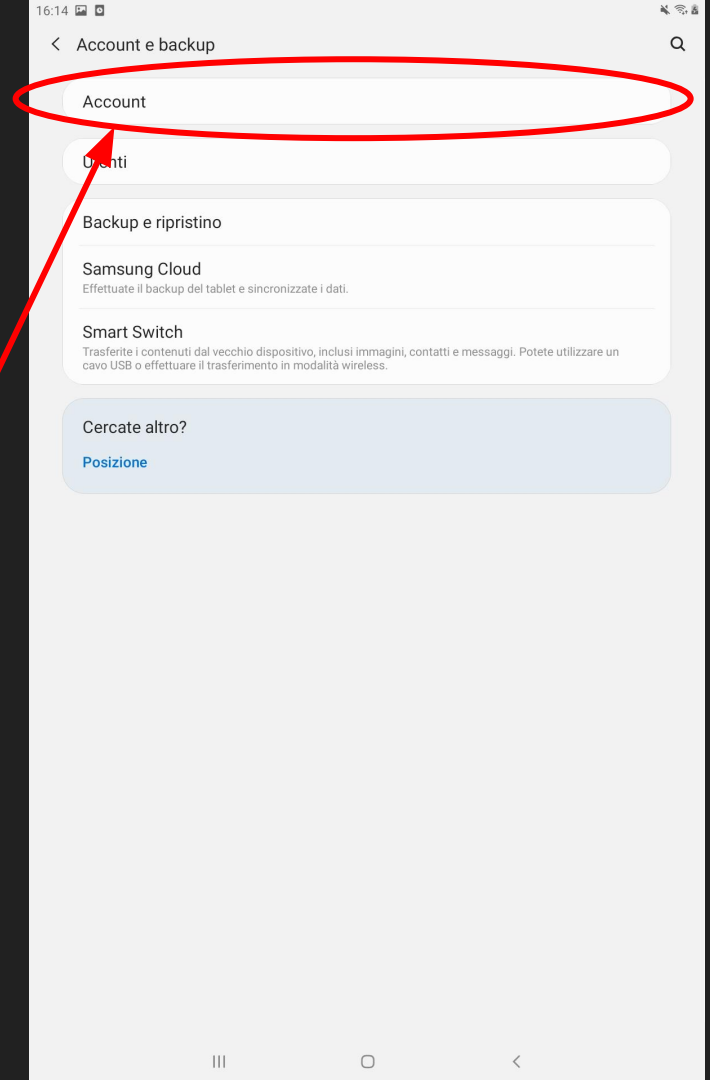 16:14
Account e backup
Account
Utenti
Backup e ripristino
Samsung Cloud
Effettuate il backup del tablet e sincronizzate i dati.
Smart Switch
Trasferite i contenuti dal vecchio dispositivo, inclusi immagini, contatti e messaggi. Potete utilizzare un
cavo USB o effettuare il trasferimento in modalità wireless.
Cercate altro?
Posizione